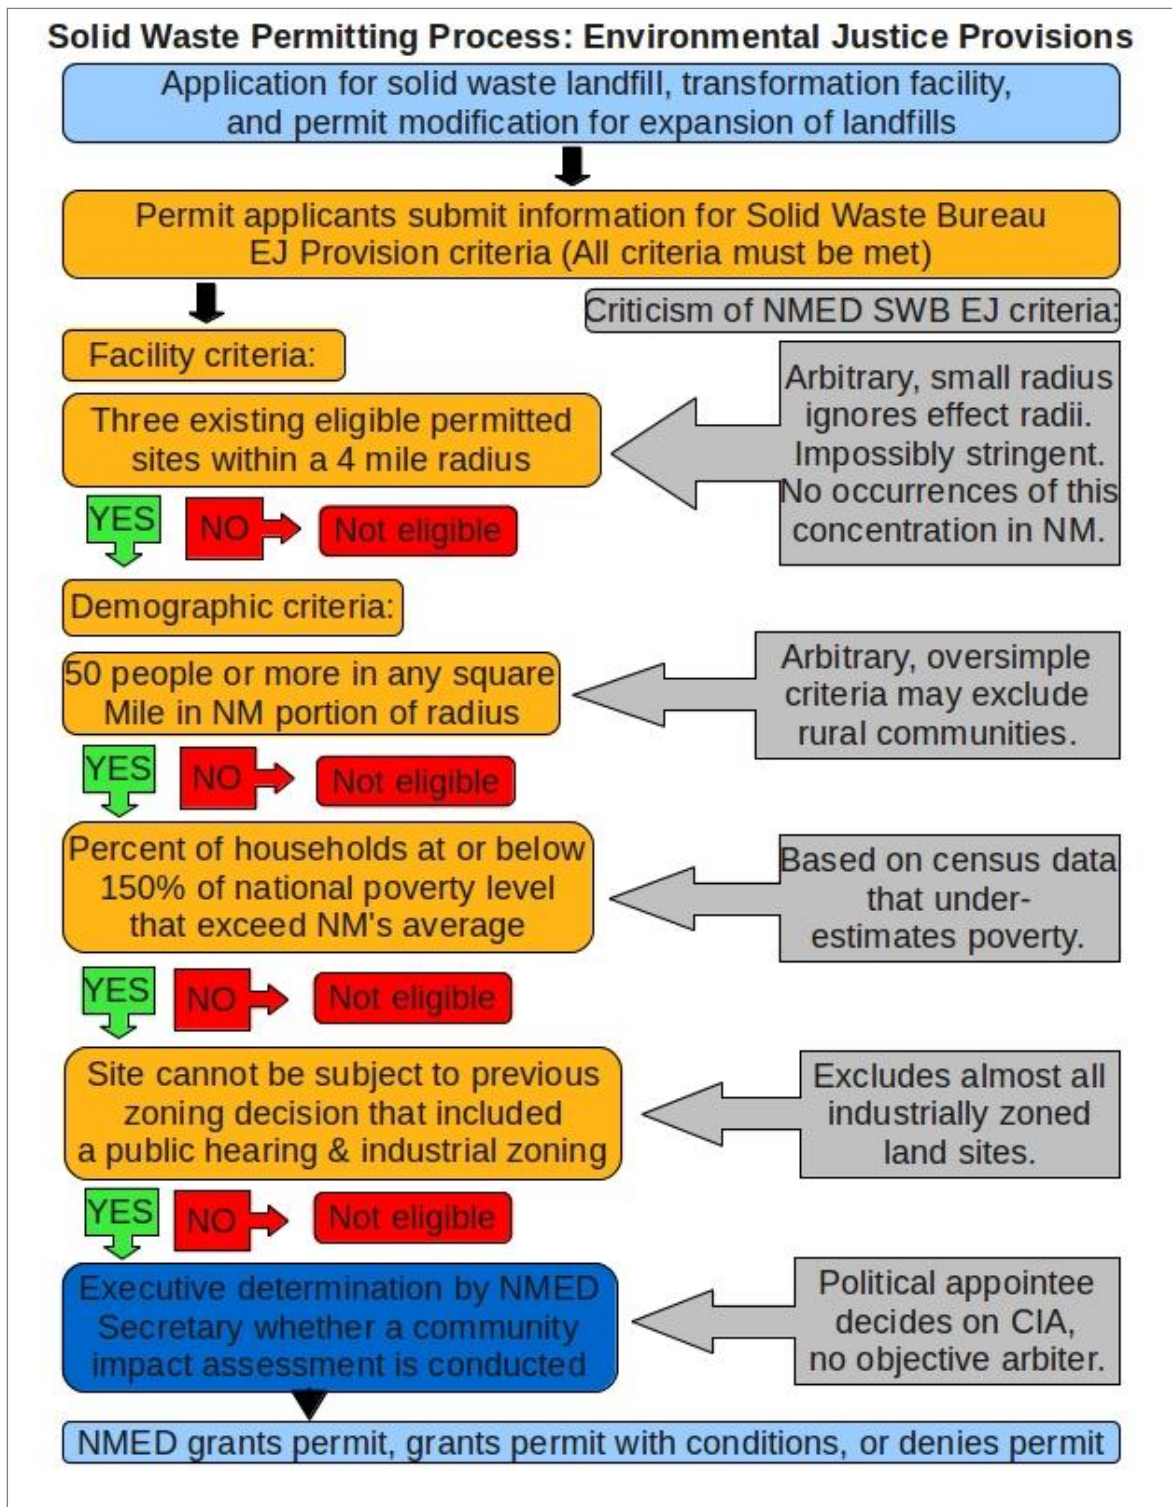 Solid Waste Permitting Process: Environmental Justice Provisions
Application for solid waste landfill, transformation facility,
and permit modification for expansion of landfills
Permit applicants submit information for Solid Waste Bureau
EJ Provision criteria (All criteria must be met)
Criticism of NMED SWB EJ criteria:
Facility criteria:
Three existing eligible permitted
sites within a 4 mile radius
Arbitrary, small radius
ignores effect radii.
Impossibly stringent.
No occurrences of this
concentration in NM.
YES
NO
Not eligible
Demographic criteria:
50 people or more in any square
Mile in NM portion of radius
Arbitrary, oversimple
criteria may exclude
rural communities.
YES
NO
Not eligible
Percent of households at or below
150% of national poverty level
that exceed NM's average
Based on census data
that under-
estimates poverty.
YES
NO
Not eligible
Site cannot be subject to previous
zoning decision that included
a public hearing & industrial zoning
Excludes almost all
industrially zoned
land sites.
YES
NO
Not eligible
Executive determination by NMED
Secretary whether a community
impact assessment is conducted
Political appointee
decides on CIA,
no objective arbiter.
NMED grants permit, grants permit with conditions, or denies permit